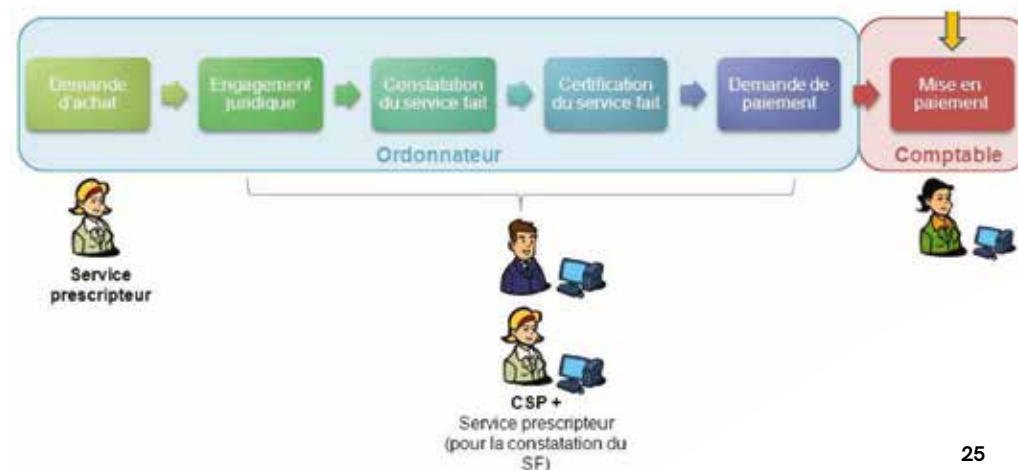 Demande
d'achat
Engagement
juridique
Constatation
du service fait
Certification
du service fait
Demande de
paiement
Mise en
paiement
Ordonnateur
Comptable
Service
prescripteur
CSP +
Service prescripteur
(pour la constatation du
SF)
25